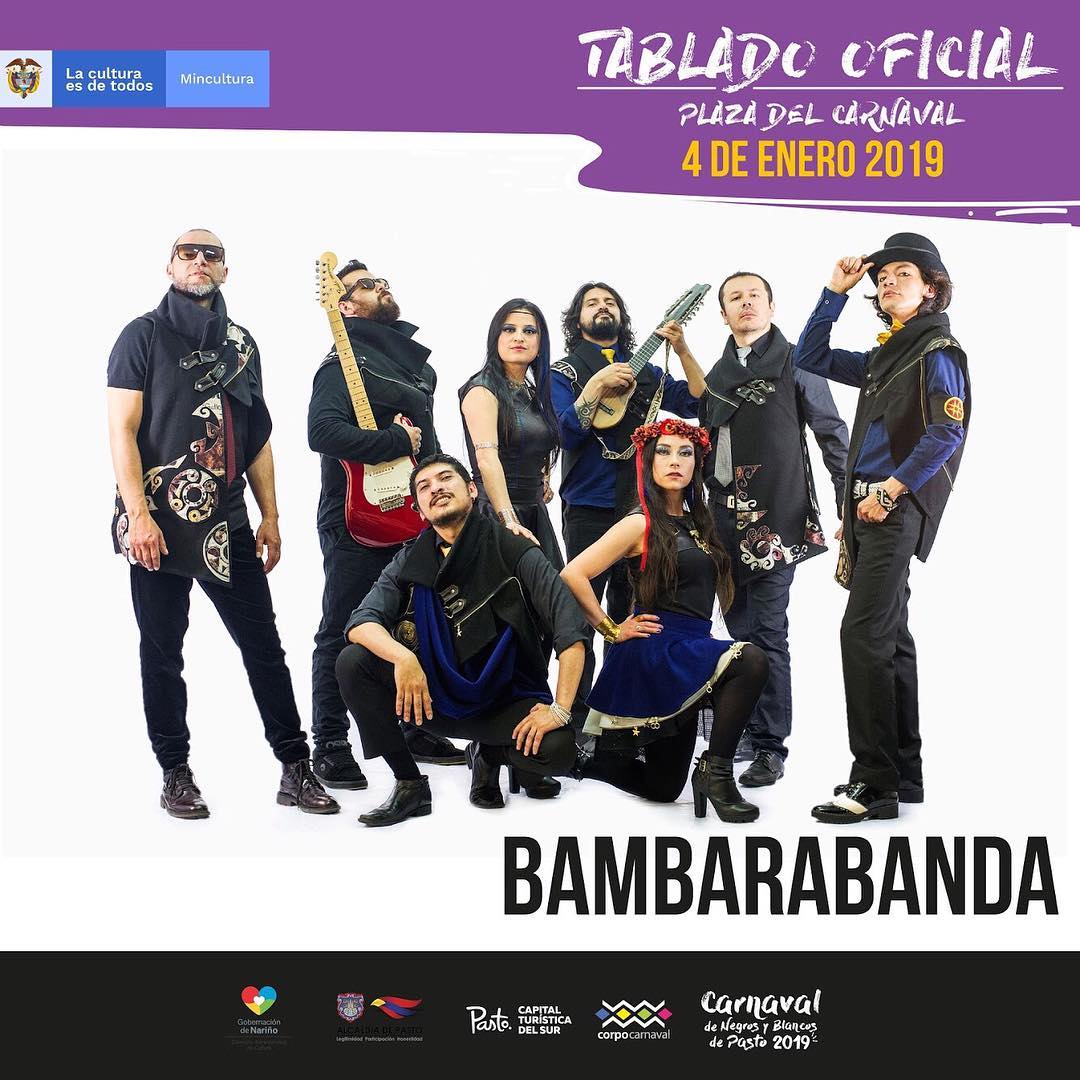 La cultura
es de todos
Mincultura
TABLADO OFICIAL
PLAZA DEL CARNAVAL
4 DE ENERO 2019
BAMBARABANDA
Gobernación
de Nariño
ALCALDÍA DE PASTO
Legitimidad Participación Honestidad
Pasto.
CAPITAL
TURÍSTICA
DEL SUR
corpocarnaval
Carnaval
de Negros y Blancos
de Pasto 2019